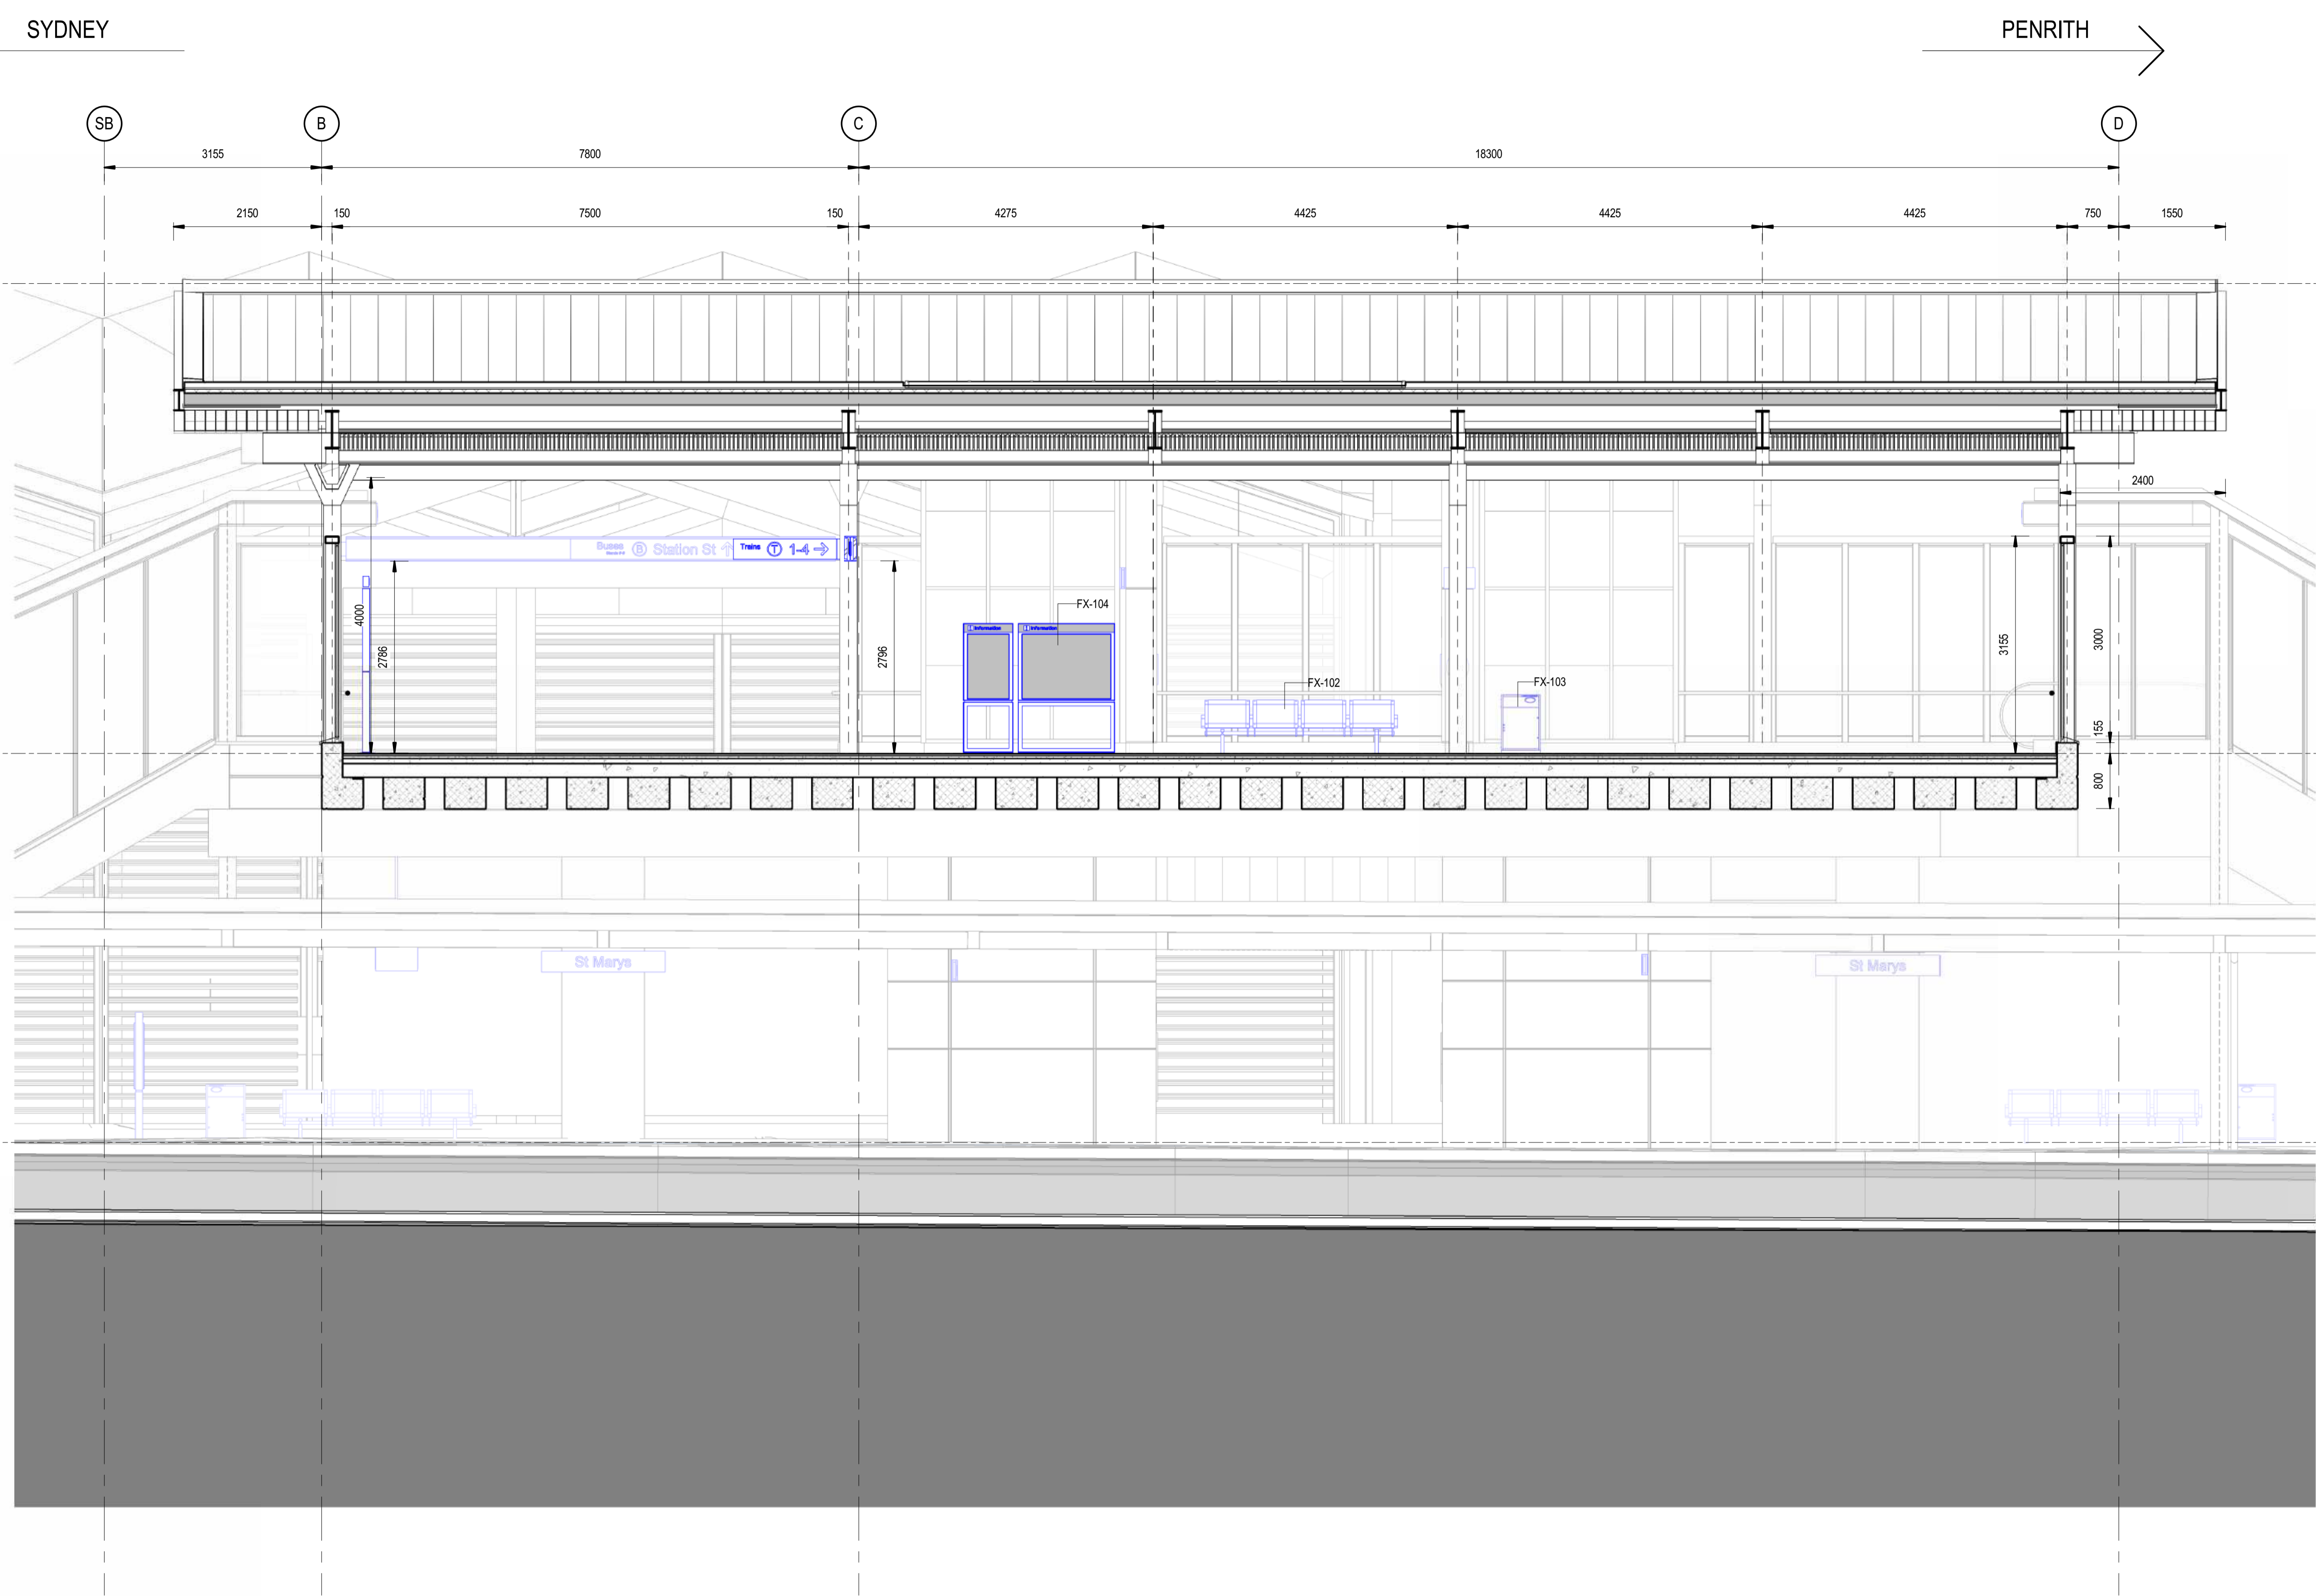 SYDNEY
PENRITH
SB
B
C
D
3155
7800
18300
2150
150
7500
150
4275
4425
4425
4425
750
1550
2400
Buses
B
Station St
Trains
T
1-4
4000
2786
2796
FX-104
i Information
i Information
FX-102
FX-103
3155
3000
155
800
St Marys
St Marys